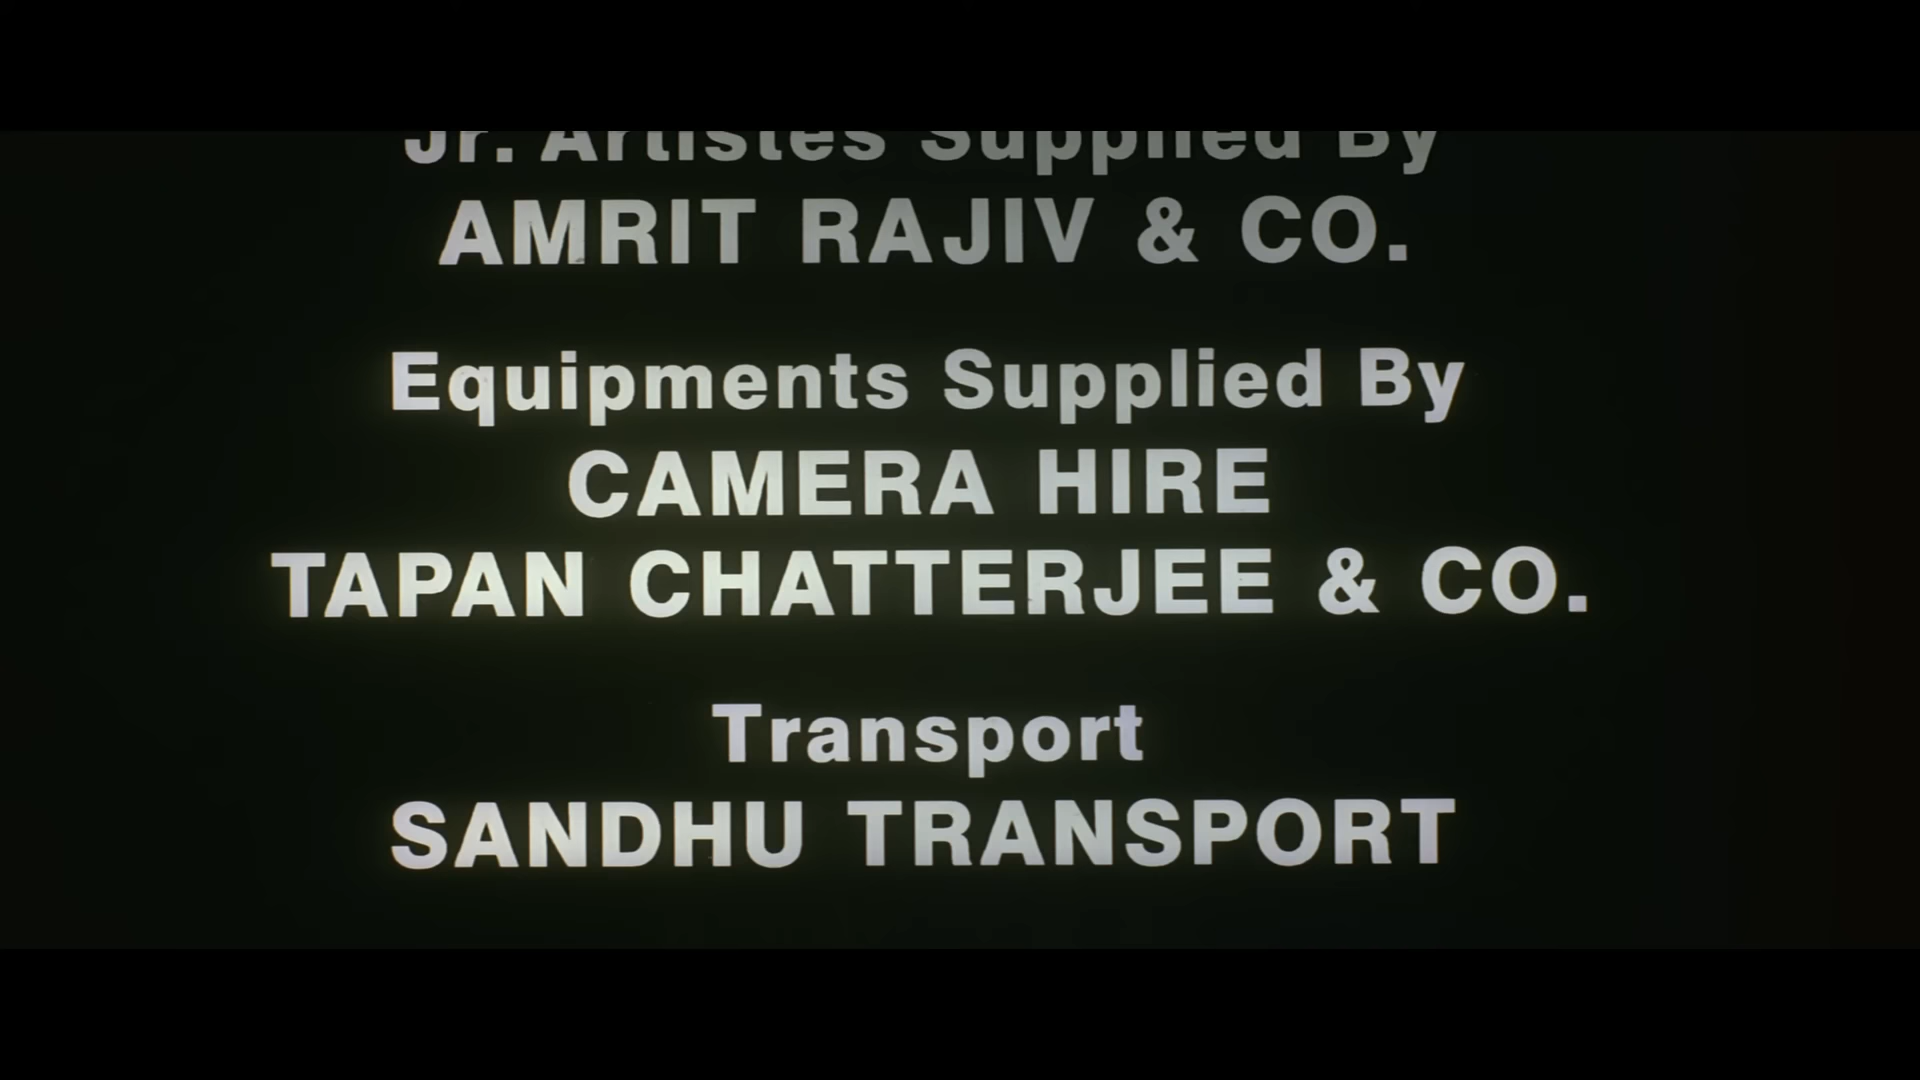 Jr. Artistes Supplied By
AMRIT RAJIV & CO.
Equipments Supplied By
CAMERA HIRE
TAPAN CHATTERJEE & CO.
Transport
SANDHU TRANSPORT